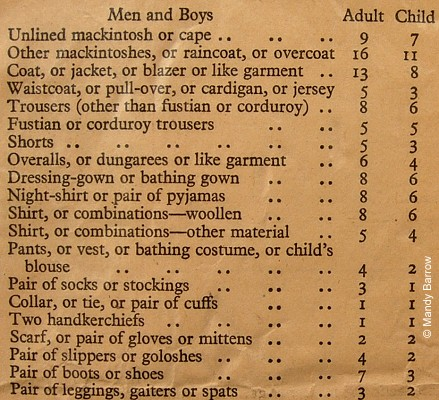 Men and Boys Adult Child
Unlined mackintosh or cape .. .. .. 9 7
Other mackintoshes, or raincoat, or overcoat 16 11
Coat, or jacket, or blazer or like garment .. 13 8
Waistcoat, or pull-over, or cardigan, or jersey 5 3
Trousers (other than fustian or corduroy) .. 8 6
Fustian or corduroy trousers .. .. 5 5
Shorts .. .. .. .. .. .. 5 3
Overalls, or dungarees or like garment .. 6 4
Dressing-gown or bathing gown .. .. 8 6
Night-shirt or pair of pyjamas .. .. 8 6
Shirt, or combinations—woollen .. .. 8 6
Shirt, or combinations—other material .. 5 4
Pants, or vest, or bathing costume, or child's
blouse .. .. .. .. .. 4 2
Pair of socks or stockings .. .. .. 3 1
Collar, or tie, or pair of cuffs .. .. 1 1
Two handkerchiefs .. .. .. .. 1 1
Scarf, or pair of gloves or mittens .. .. 2 2
Pair of slippers or goloshes .. .. 4 2
Pair of boots or shoes .. .. .. 7 3
Pair of leggings, gaiters or spats .. .. 3 2
© Mandy Barrow